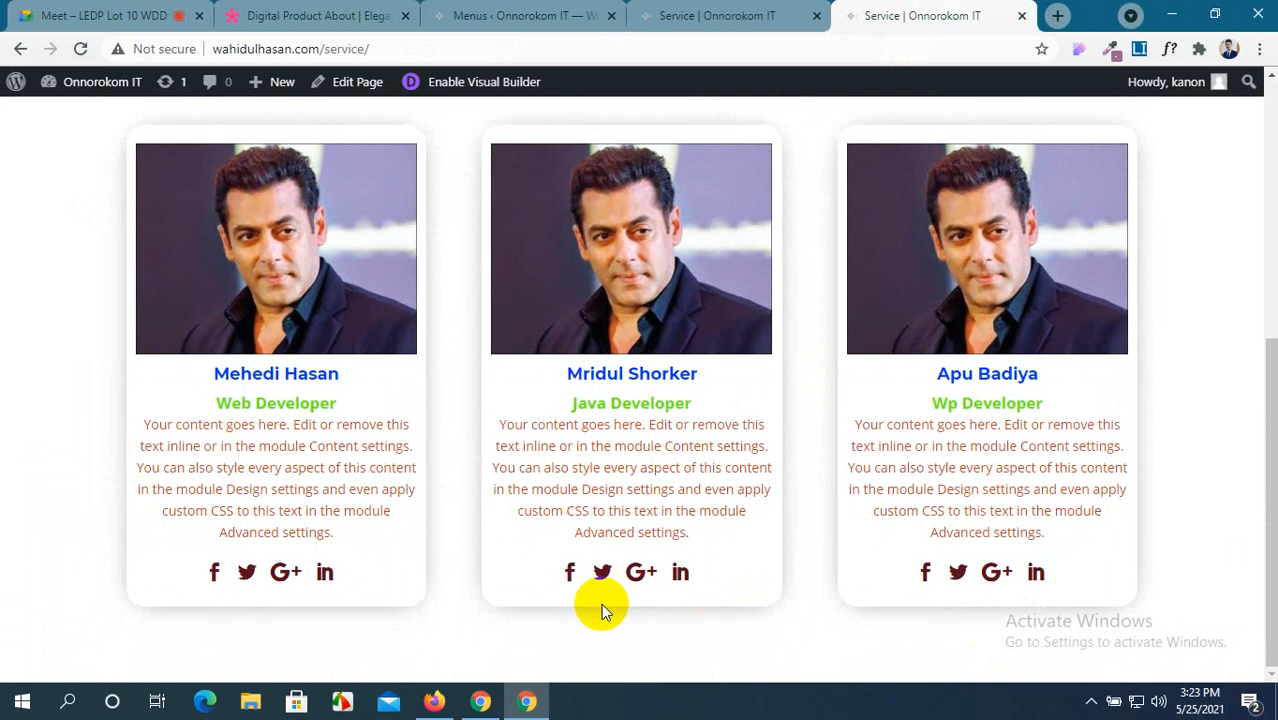 Meet – LEDP Lot 10 WDD
Digital Product About | Elega
Menus ‹ Onnorokom IT — W
Service | Onnorokom IT
Service | Onnorokom IT
Not secure
wahidulhasan.com/service/
Onnorokom IT
1
0
New
Edit Page
D
Enable Visual Builder
Howdy, kanon
Mehedi Hasan
Web Developer
Your content goes here. Edit or remove this
text inline or in the module Content settings.
You can also style every aspect of this content
in the module Design settings and even apply
custom CSS to this text in the module
Advanced settings.
Mridul Shorker
Java Developer
Your content goes here. Edit or remove this
text inline or in the module Content settings.
You can also style every aspect of this content
in the module Design settings and even apply
custom CSS to this text in the module
Advanced settings.
Apu Badiya
Wp Developer
Your content goes here. Edit or remove this
text inline or in the module Content settings.
You can also style every aspect of this content
in the module Design settings and even apply
custom CSS to this text in the module
Advanced settings.
Activate Windows
Go to Settings to activate Windows.
3:23 PM
5/25/2021
2